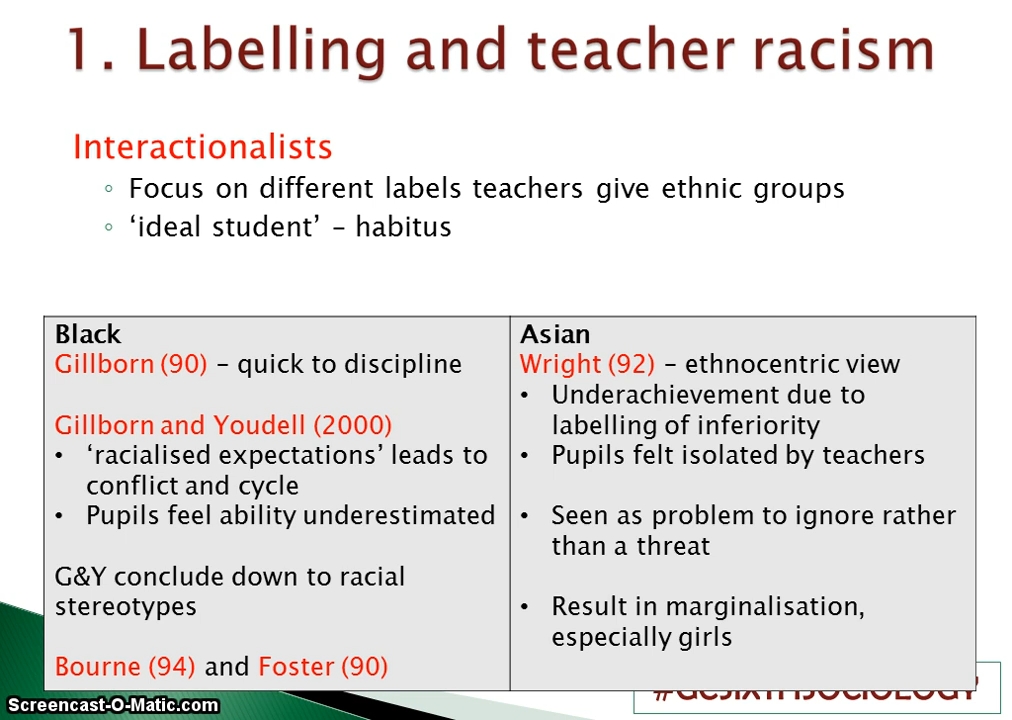 1. Labelling and teacher racism
Interactionalists
◦ Focus on different labels teachers give ethnic groups
◦ ‘ideal student’ – habitus
Black
Gillborn (90) – quick to discipline
Gillborn and Youdell (2000)
• ‘racialised expectations’ leads to
conflict and cycle
• Pupils feel ability underestimated
G&Y conclude down to racial
stereotypes
Bourne (94) and Foster (90)
Asian
Wright (92) – ethnocentric view
• Underachievement due to
labelling of inferiority
• Pupils felt isolated by teachers
• Seen as problem to ignore rather
than a threat
• Result in marginalisation,
especially girls
#GCSIXTHSOCIOLOGY
Screencast-O-Matic.com